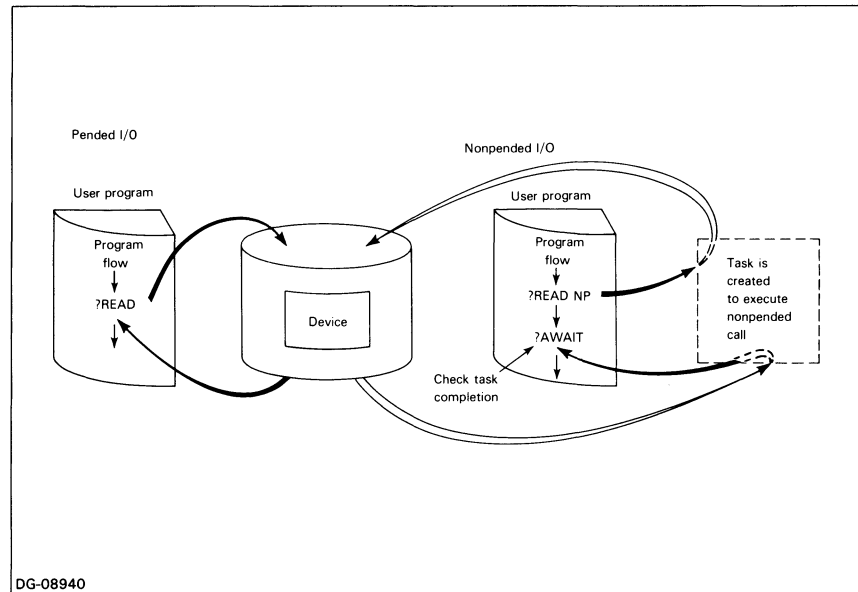 Pended I/O
User program
Program
flow
?READ
Device
Nonpended I/O
User program
Program
flow
?READ NP
?AWAIT
Check task
completion
Task is
created
to execute
nonpended
call
DG-08940